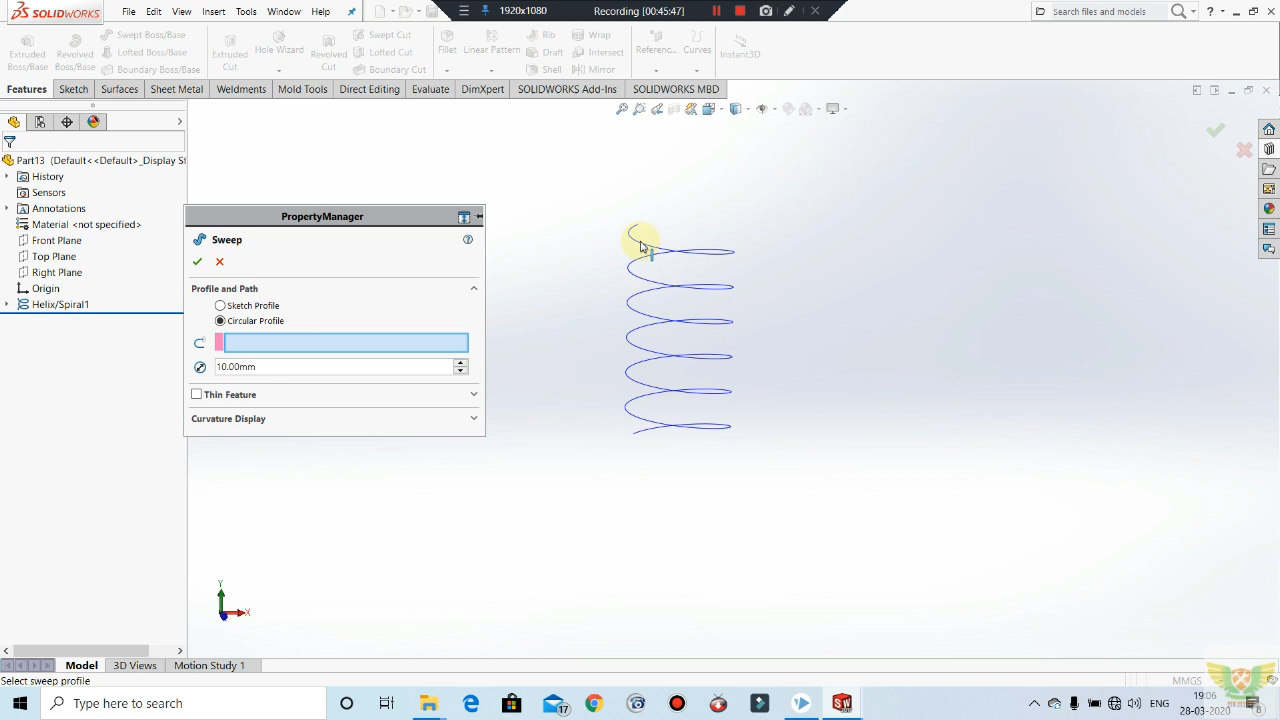 SOLIDWORKS
File Edit View Insert Tools Window Help
1920x1080 Recording [00:45:47]
Search files and models
Extruded Boss/Base
Revolved Boss/Base
Swept Boss/Base
Lofted Boss/Base
Boundary Boss/Base
Extruded Cut
Hole Wizard
Revolved Cut
Swept Cut
Lofted Cut
Boundary Cut
Fillet
Linear Pattern
Rib
Draft
Shell
Wrap
Intersect
Mirror
Referenc...
Curves
Instant3D
Features Sketch Surfaces Sheet Metal Weldments Mold Tools Direct Editing Evaluate DimXpert SOLIDWORKS Add-Ins SOLIDWORKS MBD
Part13 (Default<<Default>_Display St
History
Sensors
Annotations
Material <not specified>
Front Plane
Top Plane
Right Plane
Origin
Helix/Spiral1
PropertyManager
Sweep
Profile and Path
Sketch Profile
Circular Profile
10.00mm
Thin Feature
Curvature Display
Y
X
Model 3D Views Motion Study 1
Select sweep profile
MMGS
Type here to search
17
19:06
28-03-2020